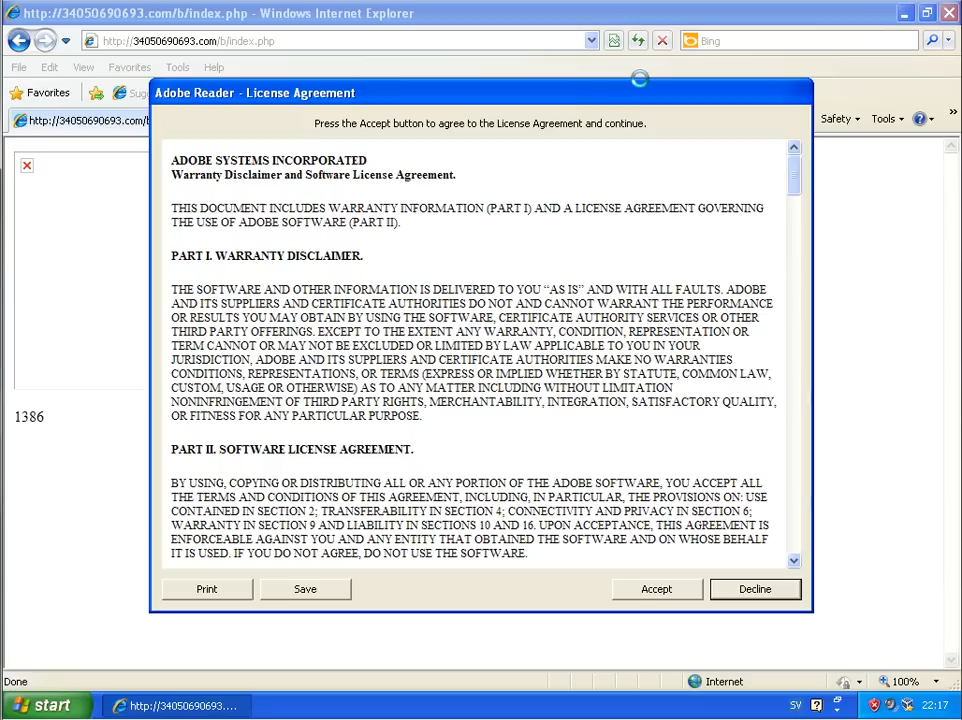 http://34050690693.com/b/index.php - Windows Internet Explorer
http://34050690693.com/b/index.php
Bing
File Edit View Favorites Tools Help
Favorites
Adobe Reader - License Agreement
http://34050690693.com/b
Safety Tools
Press the Accept button to agree to the License Agreement and continue.
ADOBE SYSTEMS INCORPORATED
Warranty Disclaimer and Software License Agreement.
THIS DOCUMENT INCLUDES WARRANTY INFORMATION (PART I) AND A LICENSE AGREEMENT GOVERNING
THE USE OF ADOBE SOFTWARE (PART II).
PART I. WARRANTY DISCLAIMER.
THE SOFTWARE AND OTHER INFORMATION IS DELIVERED TO YOU “AS IS” AND WITH ALL FAULTS. ADOBE
AND ITS SUPPLIERS AND CERTIFICATE AUTHORITIES DO NOT AND CANNOT WARRANT THE PERFORMANCE
OR RESULTS YOU MAY OBTAIN BY USING THE SOFTWARE, CERTIFICATE AUTHORITY SERVICES OR OTHER
THIRD PARTY OFFERINGS. EXCEPT TO THE EXTENT ANY WARRANTY, CONDITION, REPRESENTATION OR
TERM CANNOT OR MAY NOT BE EXCLUDED OR LIMITED BY LAW APPLICABLE TO YOU IN YOUR
JURISDICTION, ADOBE AND ITS SUPPLIERS AND CERTIFICATE AUTHORITIES MAKE NO WARRANTIES
CONDITIONS, REPRESENTATIONS, OR TERMS (EXPRESS OR IMPLIED WHETHER BY STATUTE, COMMON LAW,
CUSTOM, USAGE OR OTHERWISE) AS TO ANY MATTER INCLUDING WITHOUT LIMITATION
NONINFRINGEMENT OF THIRD PARTY RIGHTS, MERCHANTABILITY, INTEGRATION, SATISFACTORY QUALITY,
OR FITNESS FOR ANY PARTICULAR PURPOSE.
1386
PART II. SOFTWARE LICENSE AGREEMENT.
BY USING, COPYING OR DISTRIBUTING ALL OR ANY PORTION OF THE ADOBE SOFTWARE, YOU ACCEPT ALL
THE TERMS AND CONDITIONS OF THIS AGREEMENT, INCLUDING, IN PARTICULAR, THE PROVISIONS ON: USE
CONTAINED IN SECTION 2; TRANSFERABILITY IN SECTION 4; CONNECTIVITY AND PRIVACY IN SECTION 6;
WARRANTY IN SECTION 9 AND LIABILITY IN SECTIONS 10 AND 16. UPON ACCEPTANCE, THIS AGREEMENT IS
ENFORCEABLE AGAINST YOU AND ANY ENTITY THAT OBTAINED THE SOFTWARE AND ON WHOSE BEHALF
IT IS USED. IF YOU DO NOT AGREE, DO NOT USE THE SOFTWARE.
Print Save Accept Decline
Done Internet 100%
start http://34050690693.... SV 22:17